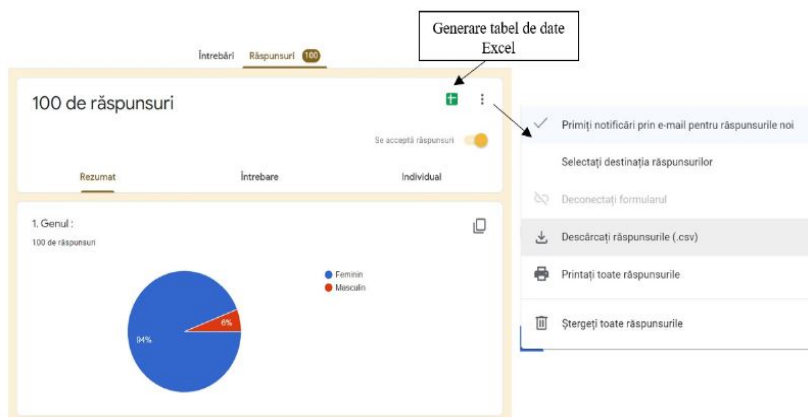 Generare tabel de date
Excel
Întrebări Răspunsuri 100
100 de răspunsuri
Se acceptă răspunsuri
Rezumat Întrebare Individual
1. Genul :
100 de răspunsuri
Feminin
Masculin
94%
6%
Primiți notificări prin e-mail pentru răspunsurile noi
Selectați destinația răspunsurilor
Deconectați formularul
Descărcați răspunsurile (.csv)
Printați toate răspunsurile
Ștergeți toate răspunsurile